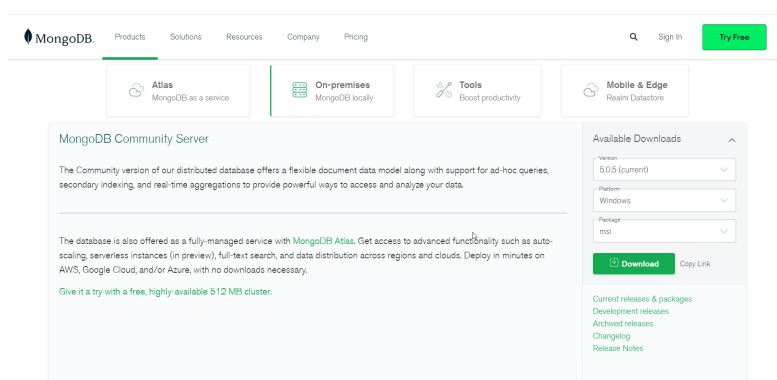 MongoDB.
Products Solutions Resources Company Pricing
Sign In
Try Free
Atlas
MongoDB as a service
On-premises
MongoDB locally
Tools
Boost productivity
Mobile & Edge
Realm Datastore
MongoDB Community Server
The Community version of our distributed database offers a flexible document data model along with support for ad-hoc queries,
secondary indexing, and real-time aggregations to provide powerful ways to access and analyze your data.
The database is also offered as a fully-managed service with MongoDB Atlas. Get access to advanced functionality such as auto-
scaling, serverless instances (in preview), full-text search, and data distribution across regions and clouds. Deploy in minutes on
AWS, Google Cloud, and/or Azure, with no downloads necessary.
Give it a try with a free, highly-available 512 MB cluster.
Available Downloads
Version
5.0.5 (current)
Platform
Windows
Package
msi
Download
Copy Link
Current releases & packages
Development releases
Archived releases
Changelog
Release Notes